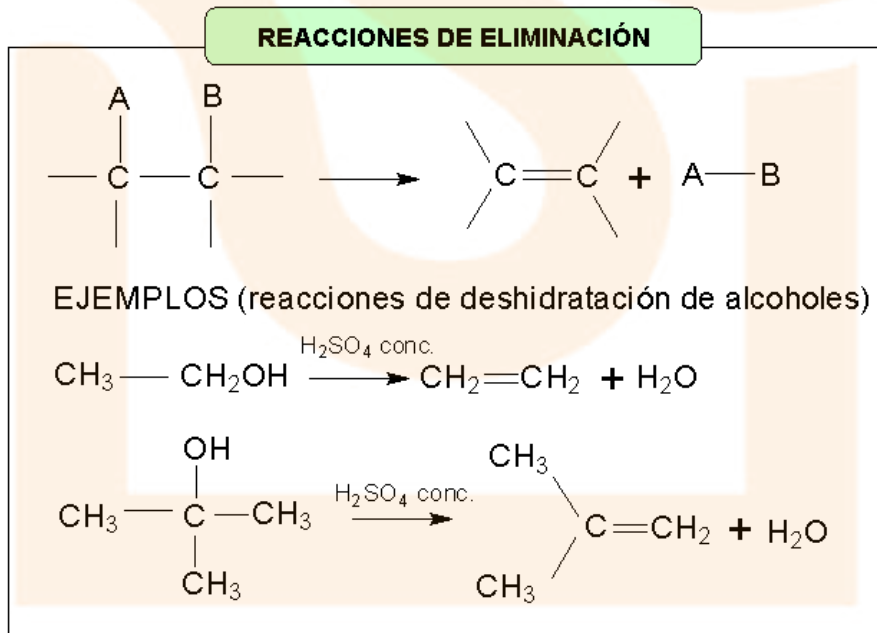 REACCIONES DE ELIMINACIÓN
A B
C C C C + A B
EJEMPLOS (reacciones de deshidratación de alcoholes)
H₂SO₄ conc.
CH₃ CH₂OH CH₂=CH₂ + H₂O
OH
CH₃
H₂SO₄ conc.
CH₃—C—CH₃ C=CH₂ + H₂O
CH₃ CH₃